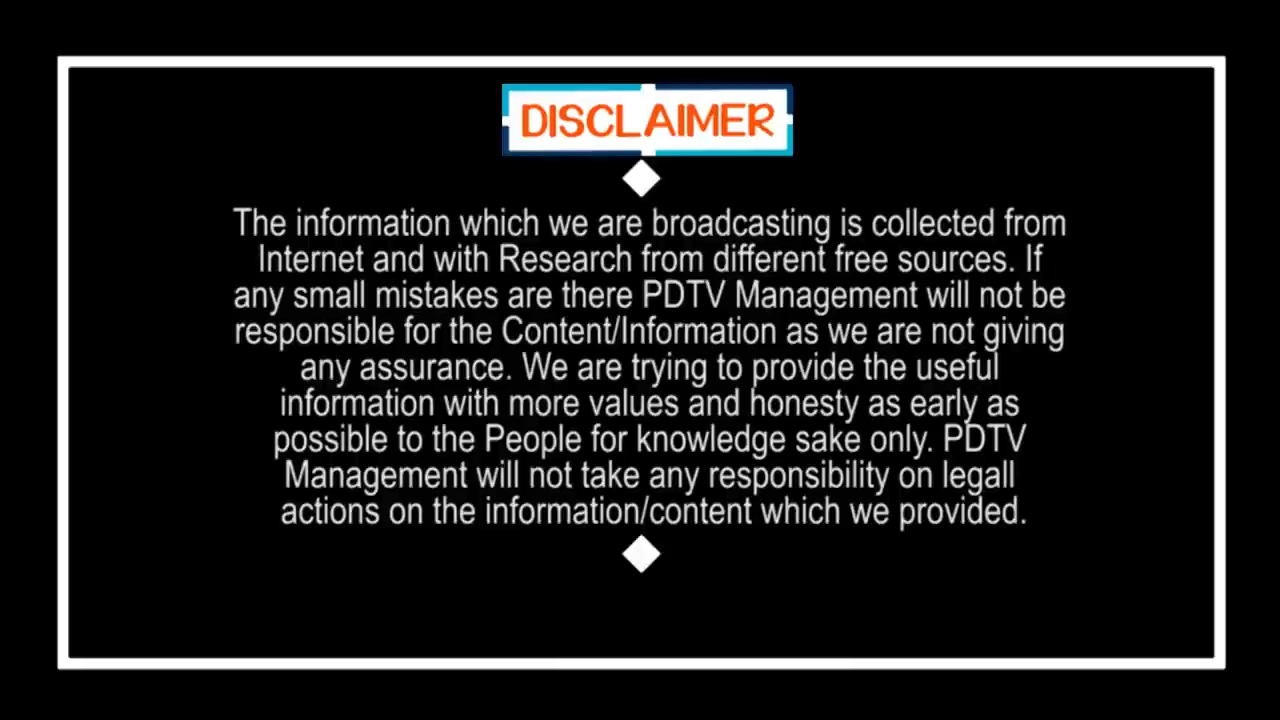 DISCLAIMER
The information which we are broadcasting is collected from
Internet and with Research from different free sources. If
any small mistakes are there PDTV Management will not be
responsible for the Content/Information as we are not giving
any assurance. We are trying to provide the useful
information with more values and honesty as early as
possible to the People for knowledge sake only. PDTV
Management will not take any responsibility on legall
actions on the information/content which we provided.